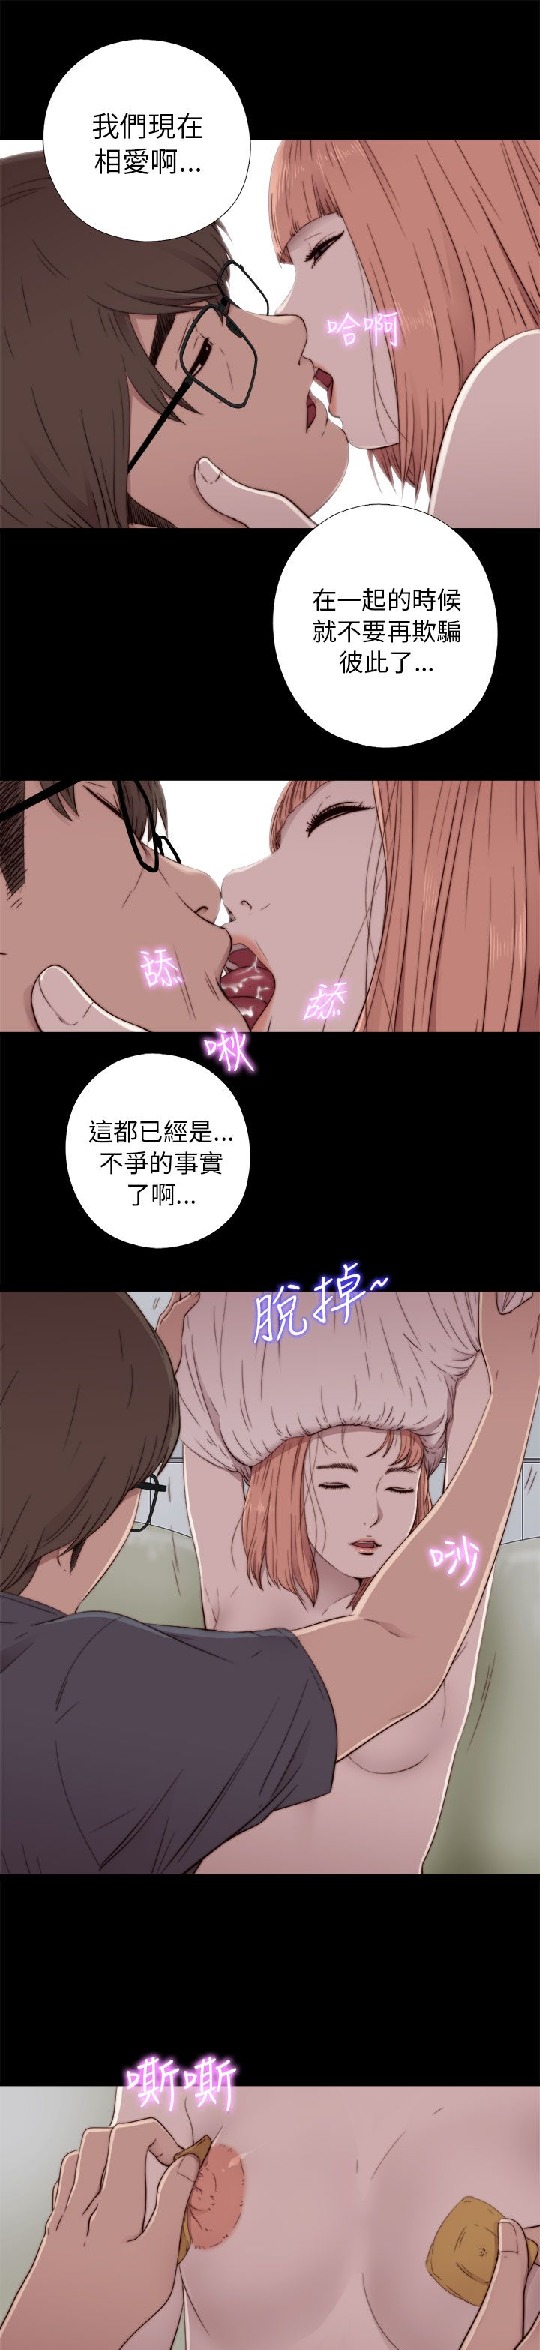 我們現在
相愛啊...
哈啊
在一起的時候
就不要再欺騙
彼此了...
舔
舔
啾
這都已經是...
不爭的事實
了啊...
脫掉~
唦
嘶嘶